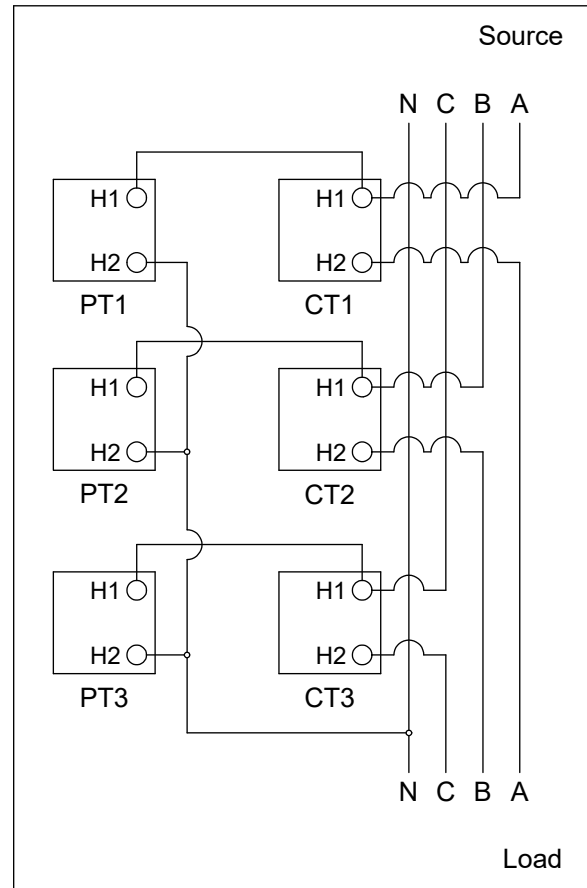 Source
N C B A
H1 H1
H2 H2
PT1 CT1
H1 H1
H2 H2
PT2 CT2
H1 H1
H2 H2
PT3 CT3
N C B A
Load